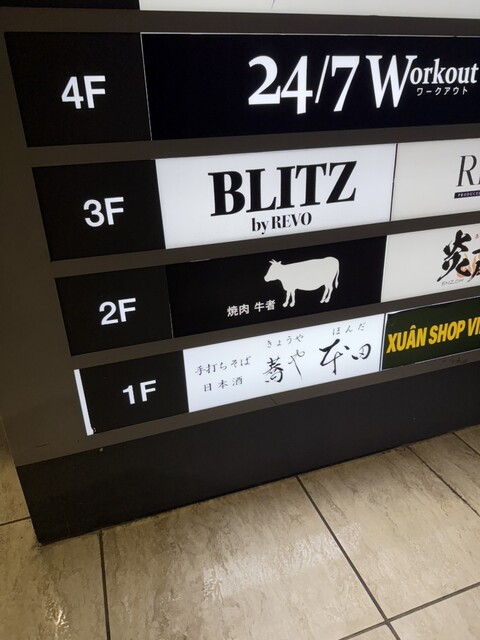 4F
24/7 Workout
ワークアウト
3F
BLITZ
by REVO
2F
焼肉 牛者
炎
1F
手打ちそば
日本酒
きょうや
蕎や
ほんだ
本田
XUÂN SHOP VI